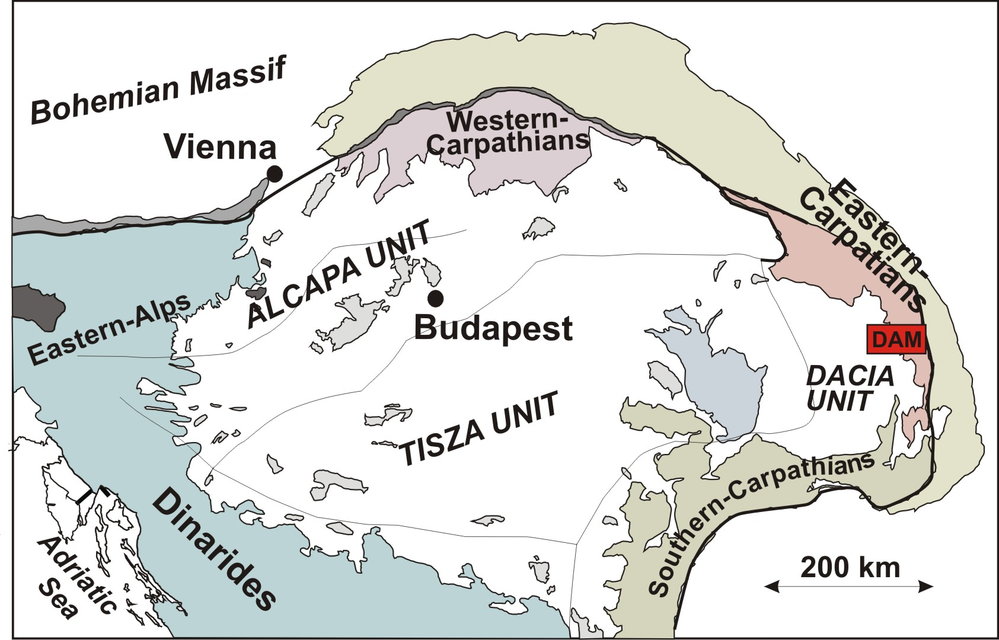 Bohemian Massif
Vienna
Western-
Carpathians
Eastern-
Carpatians
ALCAPA UNIT
Eastern-Alps
Budapest
DAM
DACIA
UNIT
TISZA UNIT
Southern-Carpathians
Dinarides
Adriatic
Sea
200 km